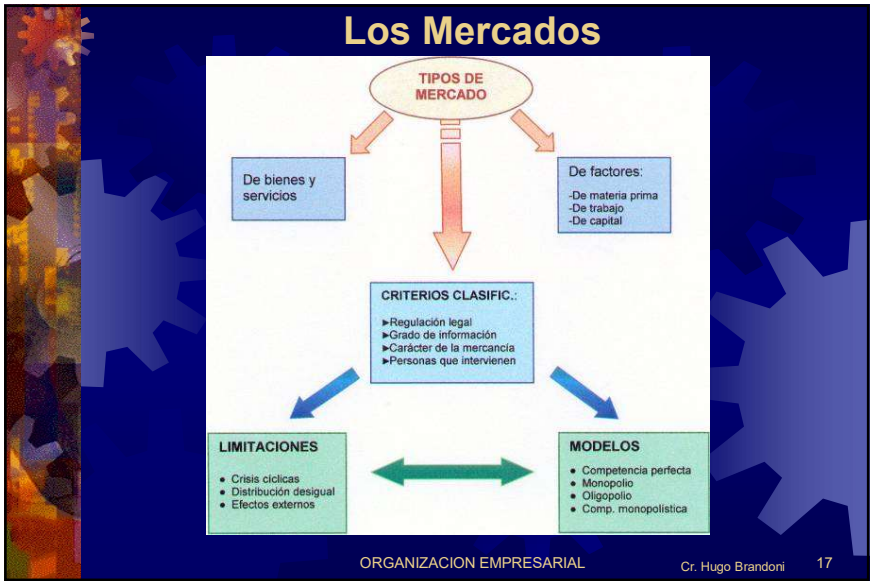 Los Mercados
TIPOS DE
MERCADO
De bienes y
servicios
De factores:
-De materia prima
-De trabajo
-De capital
CRITERIOS CLASIFIC.:
►Regulación legal
►Grado de información
►Carácter de la mercancía
►Personas que intervienen
LIMITACIONES
● Crisis cíclicas
● Distribución desigual
● Efectos externos
MODELOS
● Competencia perfecta
● Monopolio
● Oligopolio
● Comp. monopolística
ORGANIZACION EMPRESARIAL
Cr. Hugo Brandoni
17